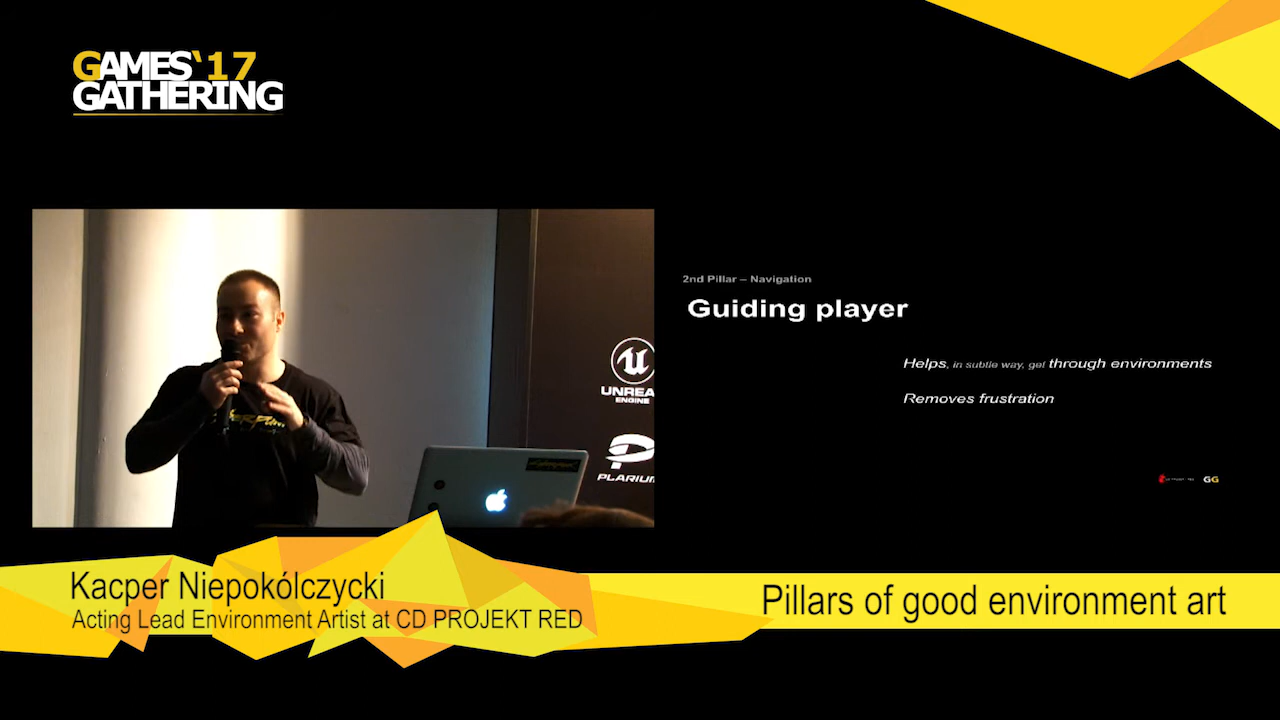 GAMES'17
GATHERING
2nd Pillar – Navigation
Guiding player
Helps, in subtle way, get through environments
Removes frustration
UNREA
ENGINE
PLARIUM
GG
Kacper Niepokólczycki
Acting Lead Environment Artist at CD PROJEKT RED
Pillars of good environment art